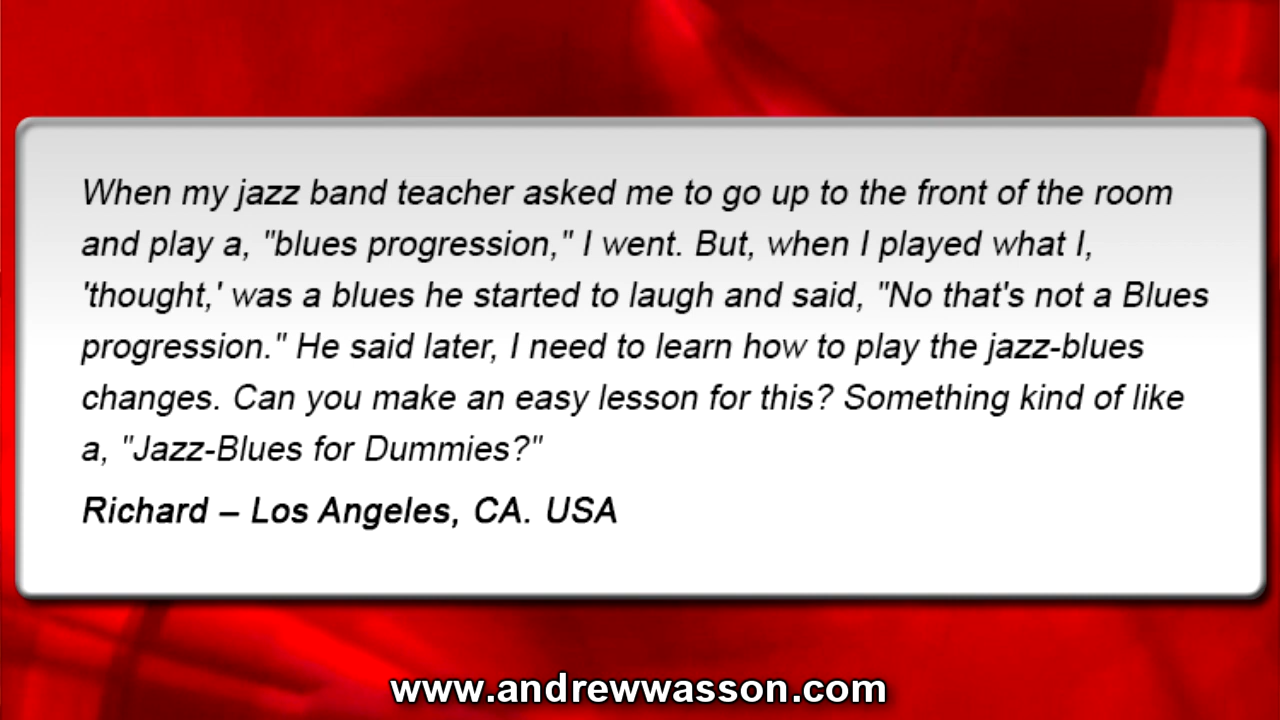 When my jazz band teacher asked me to go up to the front of the room
and play a, "blues progression," I went. But, when I played what I,
'thought,' was a blues he started to laugh and said, "No that's not a Blues
progression." He said later, I need to learn how to play the jazz-blues
changes. Can you make an easy lesson for this? Something kind of like
a, "Jazz-Blues for Dummies?"
Richard – Los Angeles, CA. USA
www.andrewwasson.com